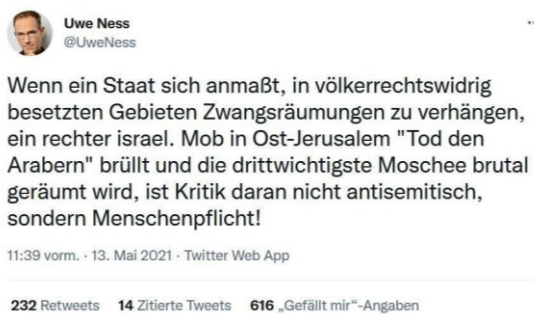 Uwe Ness
@UweNess
Wenn ein Staat sich anmaßt, in völkerrechtswidrig
besetzten Gebieten Zwangsräumungen zu verhängen,
ein rechter israel. Mob in Ost-Jerusalem "Tod den
Arabern" brüllt und die drittwichtigste Moschee brutal
geräumt wird, ist Kritik daran nicht antisemitisch,
sondern Menschenpflicht!
11:39 vorm. · 13. Mai 2021 · Twitter Web App
232 Retweets 14 Zitierte Tweets 616 „Gefällt mir“-Angaben